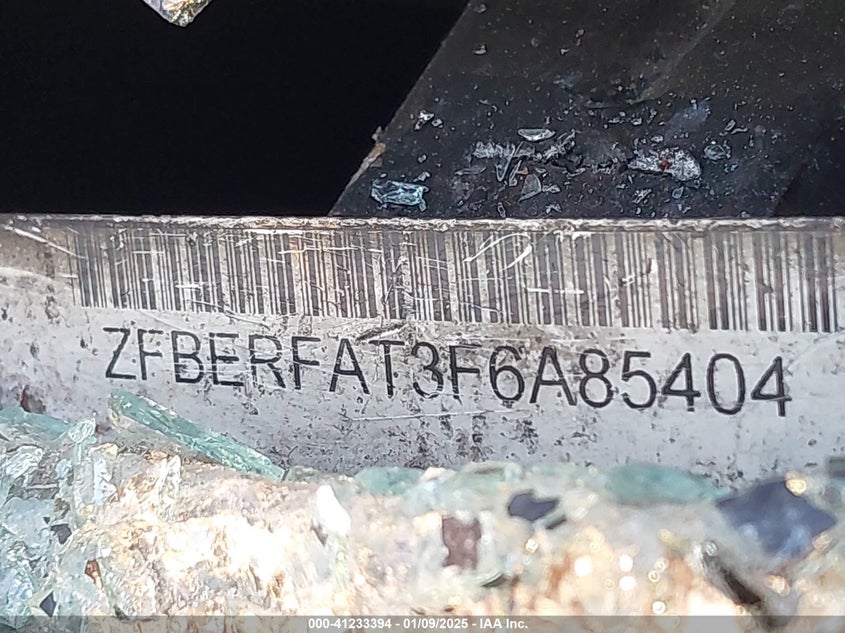 ZFBERFAT3F6A85404
000-41233394 - 01/09/2025 - IAA Inc.